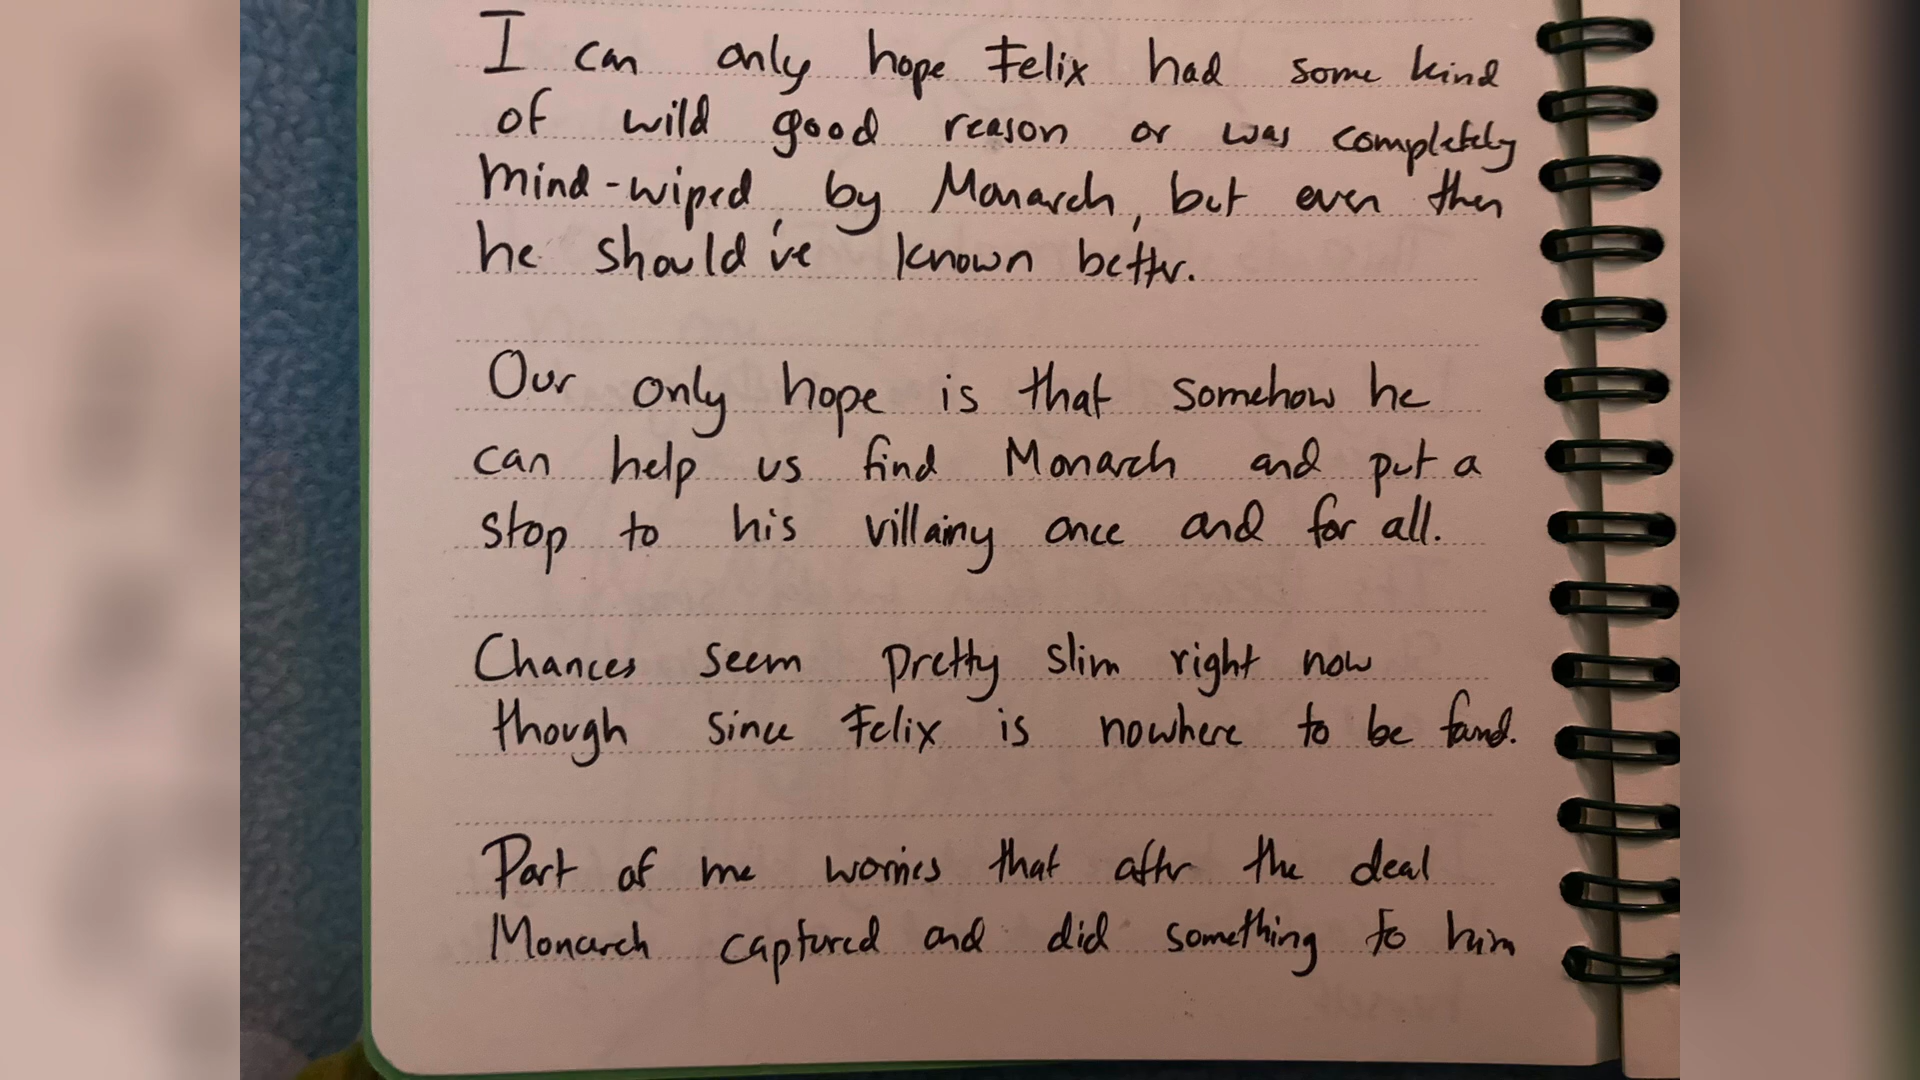 I can only hope Felix had some kind
of wild good reason or was completely
mind-wiped by Monarch, but even then
he should've known better.
Our only hope is that somehow he
can help us find Monarch and put a
stop to his villainy once and for all.
Chances seem pretty slim right now
though since Felix is nowhere to be found.
Part of me worries that after the deal
Monarch captured and did something to him